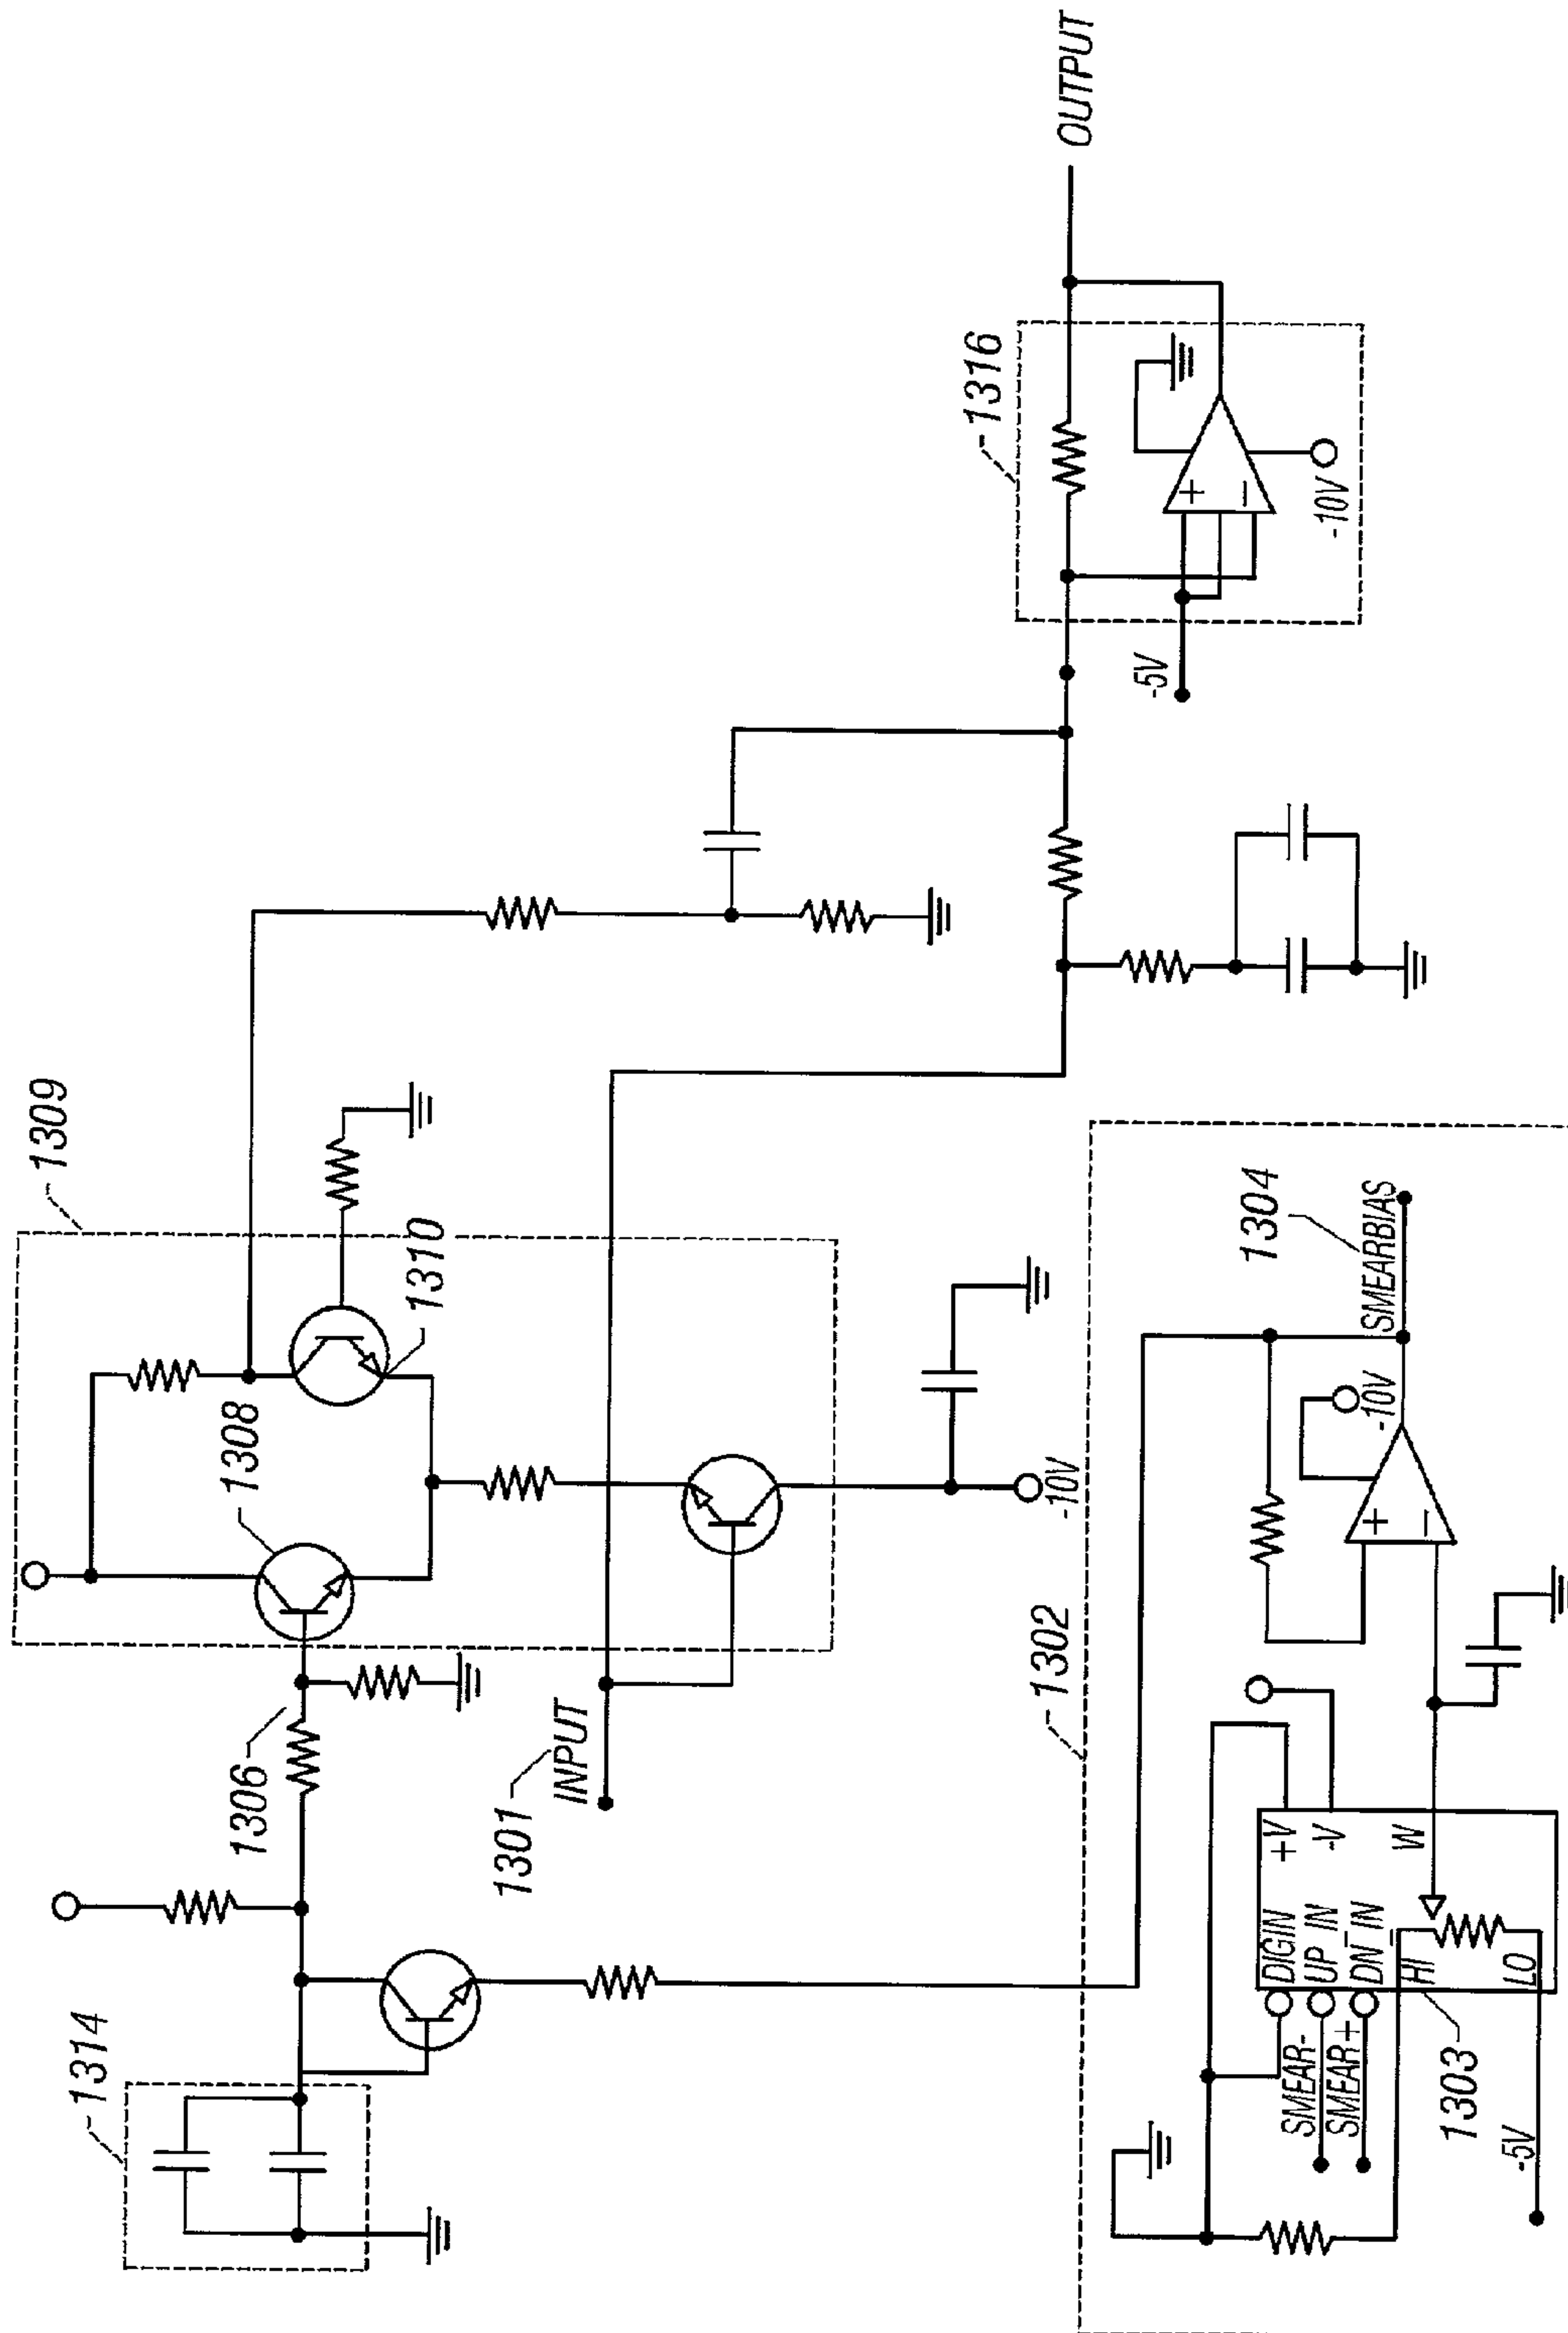 1309
1314
1308
1310
1306
1301
INPUT
-10V
1302
1316
OUTPUT
+
-
-10V
-5V
1304
SMEARBIAS
-10V
+
-
DIGIN
UP_IN
DN_IN
HI
LO
+V
-V
W
SMEAR-
SMEAR+
1303
-5V